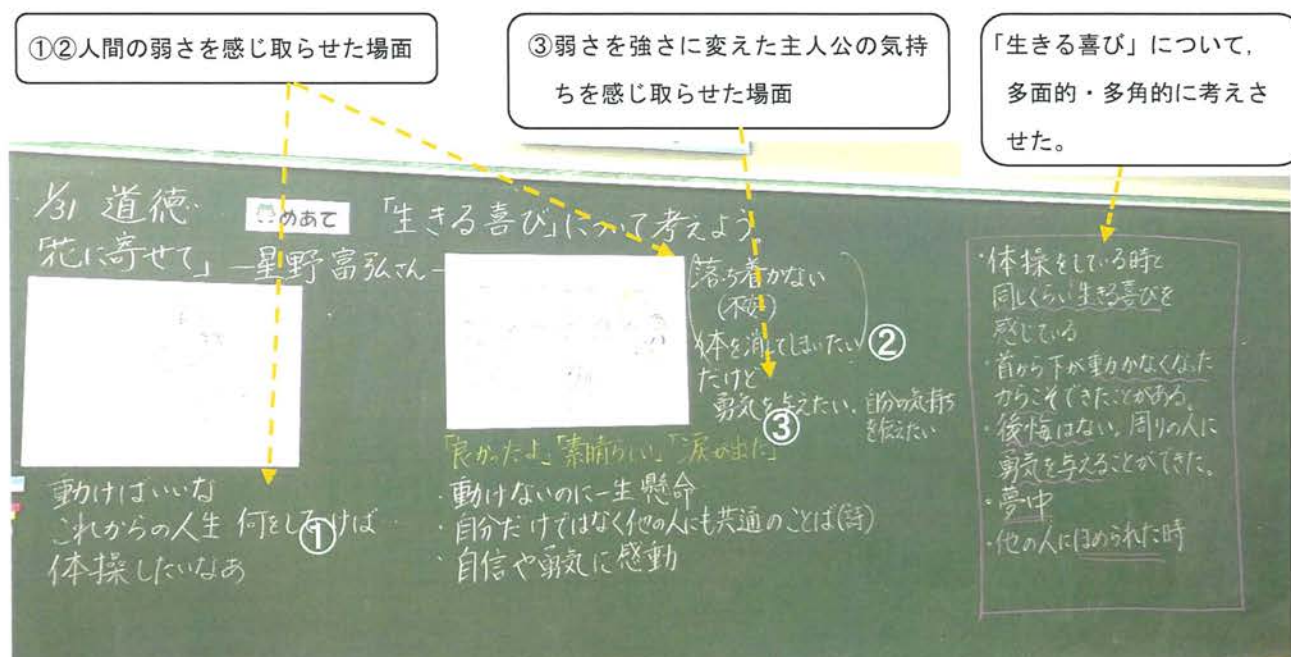 ①②人間の弱さを感じ取らせた場面
③弱さを強さに変えた主人公の気持
ちを感じ取らせた場面
「生きる喜び」について,
多面的・多角的に考えさ
せた。
1/31 道徳
めあて
「生きる喜び」について考えよう。
「花に寄せて」―星野富弘さん―
動ければいいな
これからの人生 何をしてけば
①
体操したいなあ
落ち着かない
(不安)
体を消してしまいたい
②
だけど
勇気を与えたい.
自分の気持ち
を伝えたい
③
「良かったよ」「素晴らしい」「涙が出た」
・動けないのに一生懸命
・自分だけではなく他の人にも共通のことば(詩)
・自信や勇気に感動
・体操をしている時と
同じくらい生きる喜びを
感じている
・首から下が動かなくなった
からこそできたことがある。
・後悔はない。周りの人に
勇気を与えることができた。
・夢中
・他の人にほめられた時